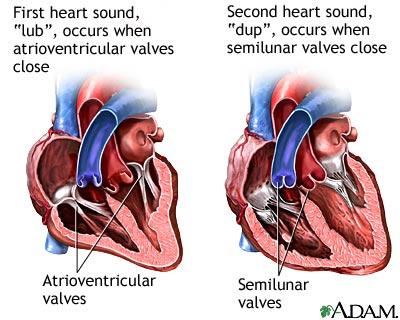 First heart sound,
"lub", occurs when
atrioventricular valves
close
Second heart sound,
"dup", occurs when
semilunar valves close
Atrioventricular
valves
Semilunar
valves
ADAM.